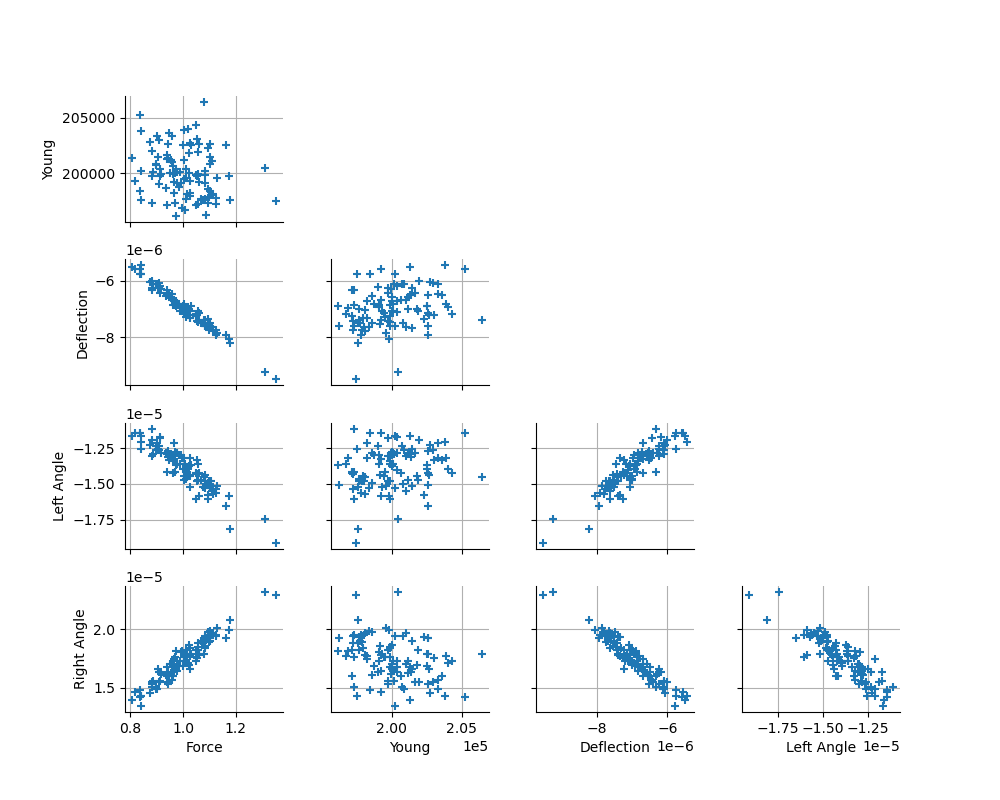 205000
200000
Young
1e−6
−6
−8
Deflection
1e−5
−1.25
−1.50
−1.75
Left Angle
1e−5
2.0
1.5
Right Angle
0.8 1.0 1.2
Force
2.00 2.05
Young 1e5
−8 −6
Deflection 1e−6
−1.75 −1.50 −1.25
Left Angle 1e−5